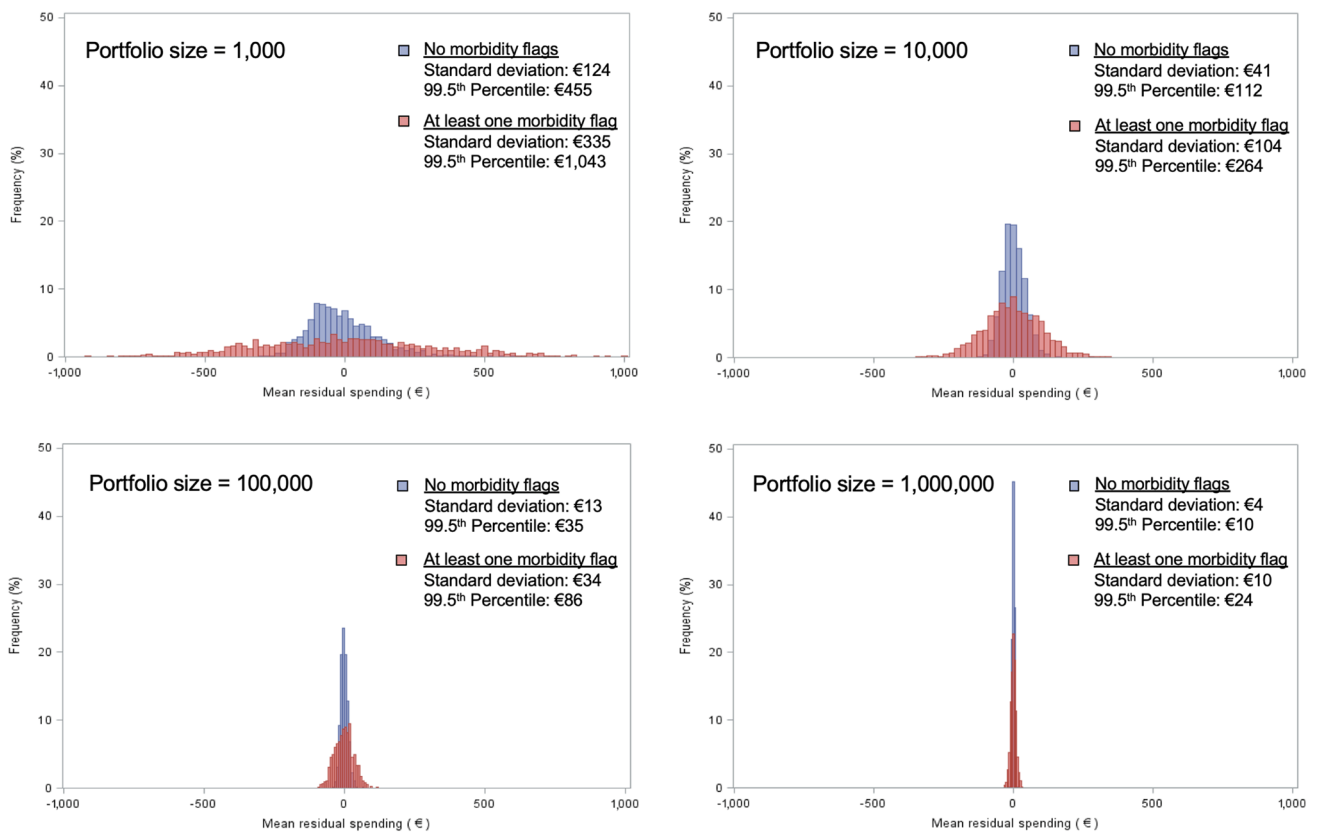 Portfolio size = 1,000
No morbidity flags
Standard deviation: €124
99.5th Percentile: €455
At least one morbidity flag
Standard deviation: €335
99.5th Percentile: €1,043
50
40
30
20
10
0
Frequency (%)
-1,000 -500 0 500 1,000
Mean residual spending ( € )
Portfolio size = 10,000
No morbidity flags
Standard deviation: €41
99.5th Percentile: €112
At least one morbidity flag
Standard deviation: €104
99.5th Percentile: €264
50
40
30
20
10
0
Frequency (%)
-1,000 -500 0 500 1,000
Mean residual spending ( € )
Portfolio size = 100,000
No morbidity flags
Standard deviation: €13
99.5th Percentile: €35
At least one morbidity flag
Standard deviation: €34
99.5th Percentile: €86
50
40
30
20
10
0
Frequency (%)
-1,000 -500 0 500 1,000
Mean residual spending ( € )
Portfolio size = 1,000,000
No morbidity flags
Standard deviation: €4
99.5th Percentile: €10
At least one morbidity flag
Standard deviation: €10
99.5th Percentile: €24
50
40
30
20
10
0
Frequency (%)
-1,000 -500 0 500 1,000
Mean residual spending ( € )